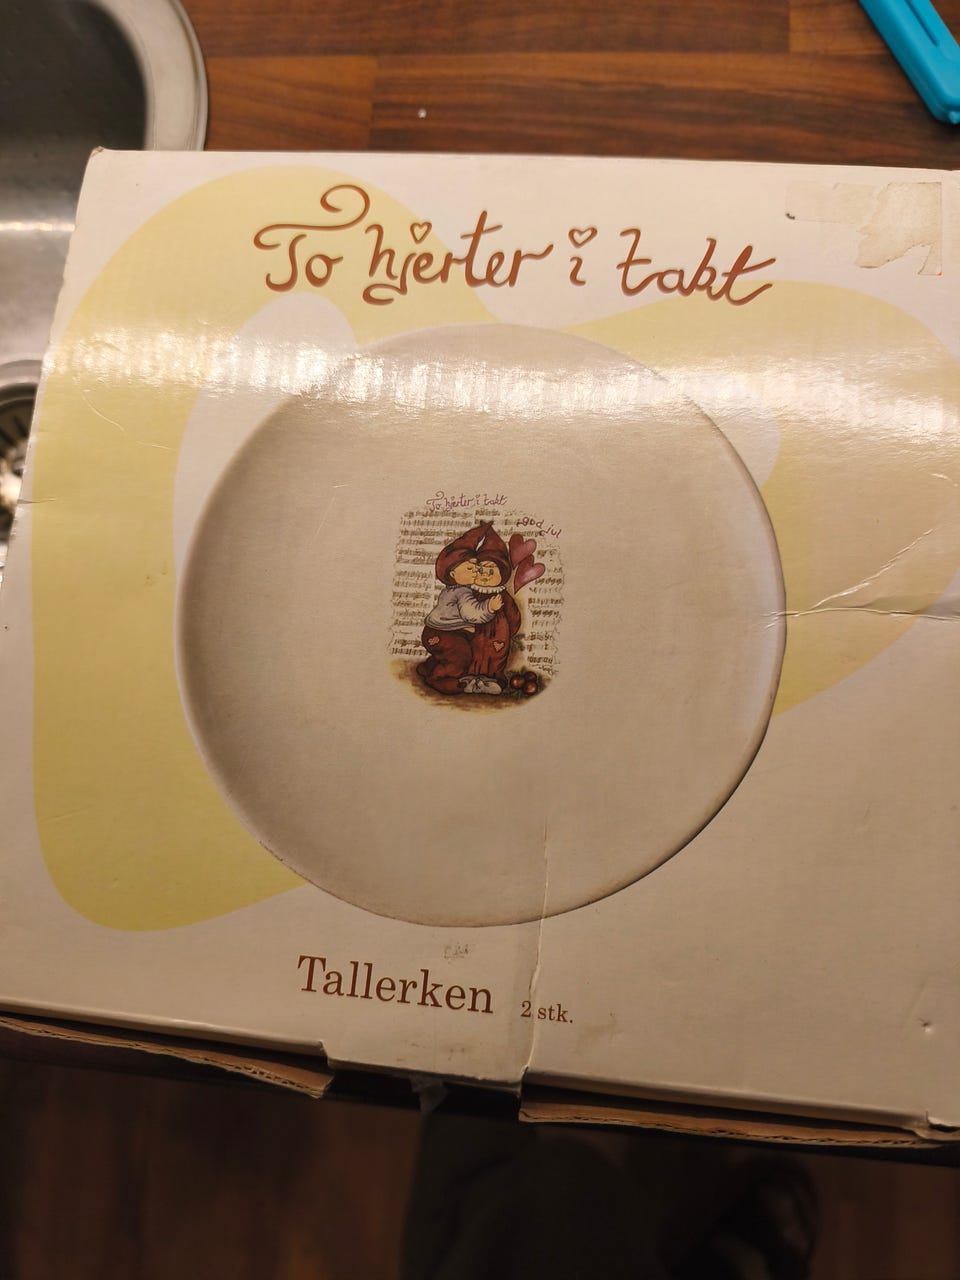 To hjerter i takt
To hjerter i takt
god jul
Tallerken 2 stk.